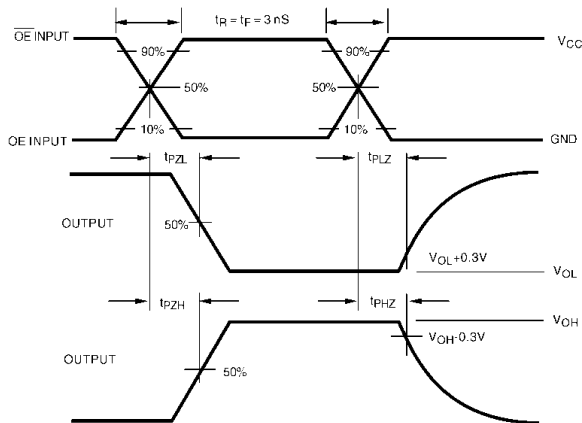 t_R = t_F = 3 nS
OE INPUT
90%
90%
V_CC
50%
50%
10%
10%
OE INPUT
GND
t_PZL
t_PLZ
OUTPUT
50%
V_OL+0.3V
V_OL
t_PZH
t_PHZ
V_OH
V_OH-0.3V
OUTPUT
50%